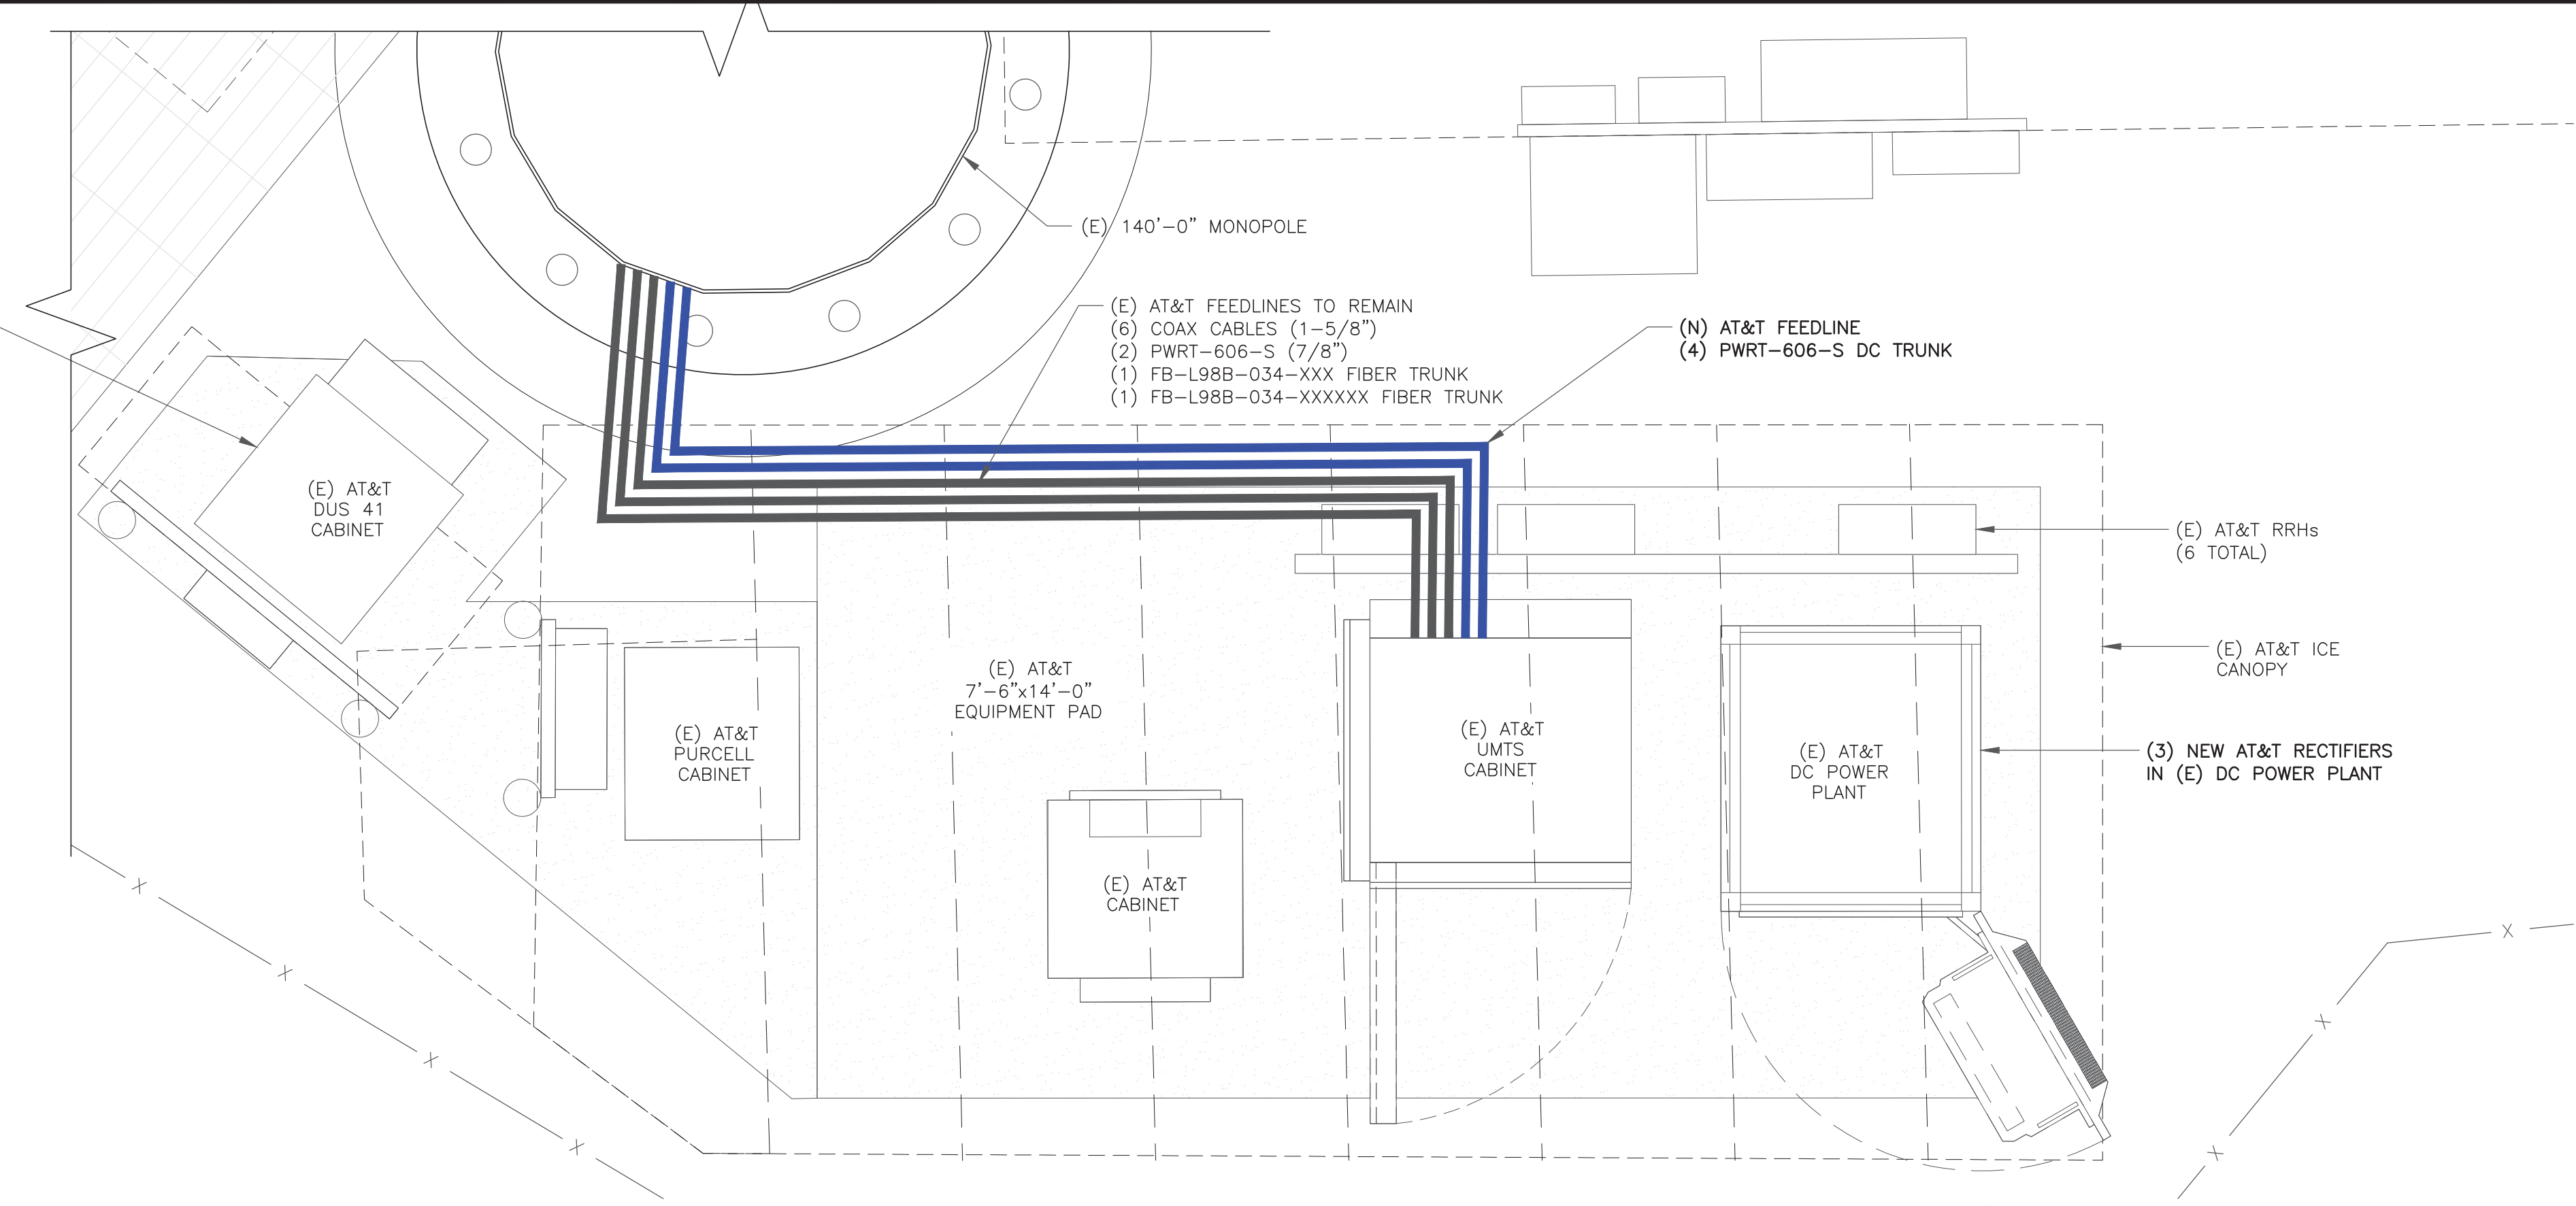 (E) 140'-0" MONOPOLE
(E) AT&T FEEDLINES TO REMAIN
(6) COAX CABLES (1-5/8")
(2) PWRT-606-S (7/8")
(1) FB-L98B-034-XXX FIBER TRUNK
(1) FB-L98B-034-XXXXXX FIBER TRUNK
(N) AT&T FEEDLINE
(4) PWRT-606-S DC TRUNK
(E) AT&T
DUS 41
CABINET
(E) AT&T RRHs
(6 TOTAL)
(E) AT&T ICE
CANOPY
(E) AT&T
7'-6"x14'-0"
EQUIPMENT PAD
(E) AT&T
PURCELL
CABINET
(E) AT&T
UMTS
CABINET
(E) AT&T
DC POWER
PLANT
(3) NEW AT&T RECTIFIERS
IN (E) DC POWER PLANT
(E) AT&T
CABINET